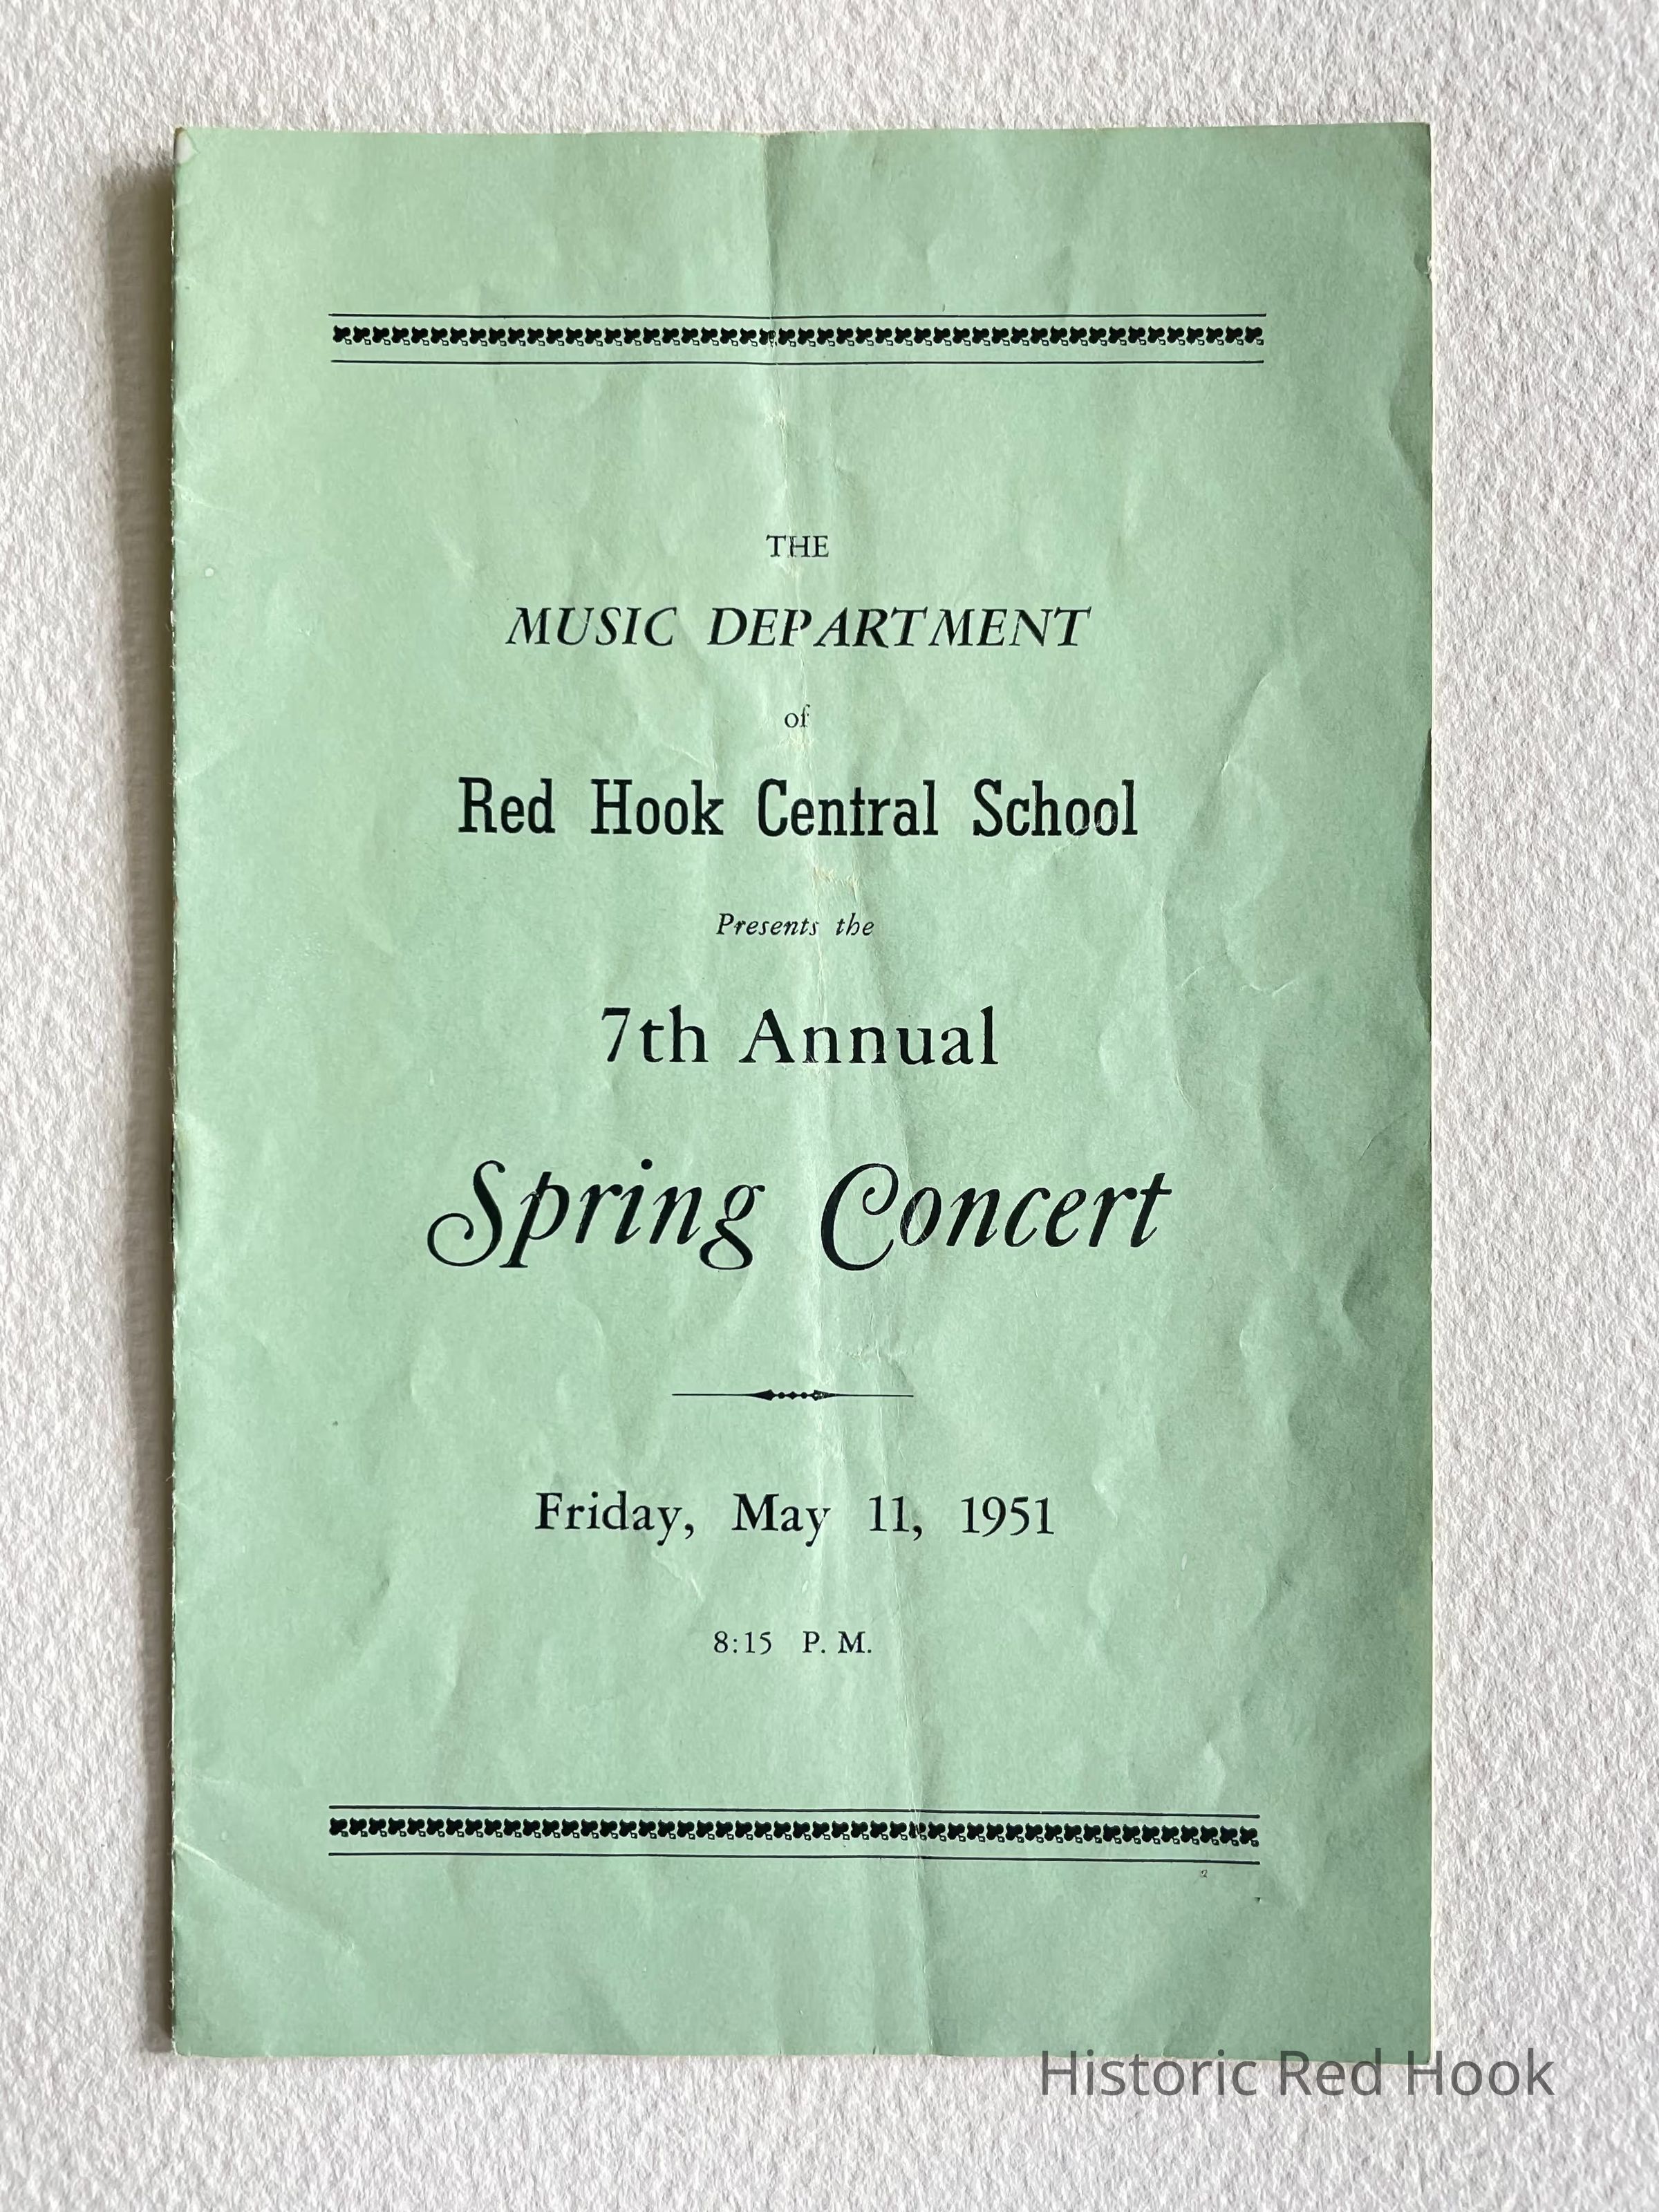 THE
MUSIC DEPARTMENT
of
Red Hook Central School
Presents the
7th Annual
Spring Concert
Friday, May 11, 1951
8:15 P. M.
Historic Red Hook